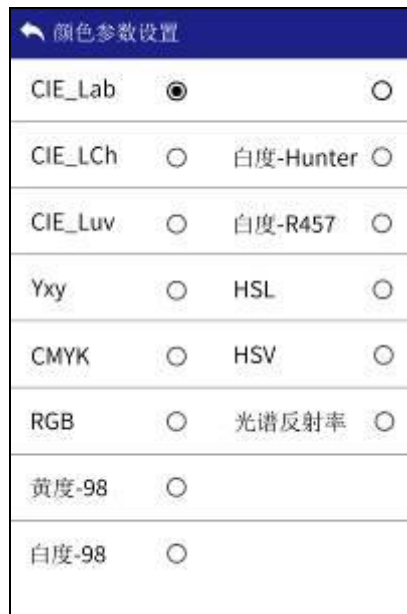 颜色参数设置
CIE_Lab
CIE_LCh 白度-Hunter
CIE_Luv 白度-R457
Yxy HSL
CMYK HSV
RGB 光谱反射率
黄度-98
白度-98